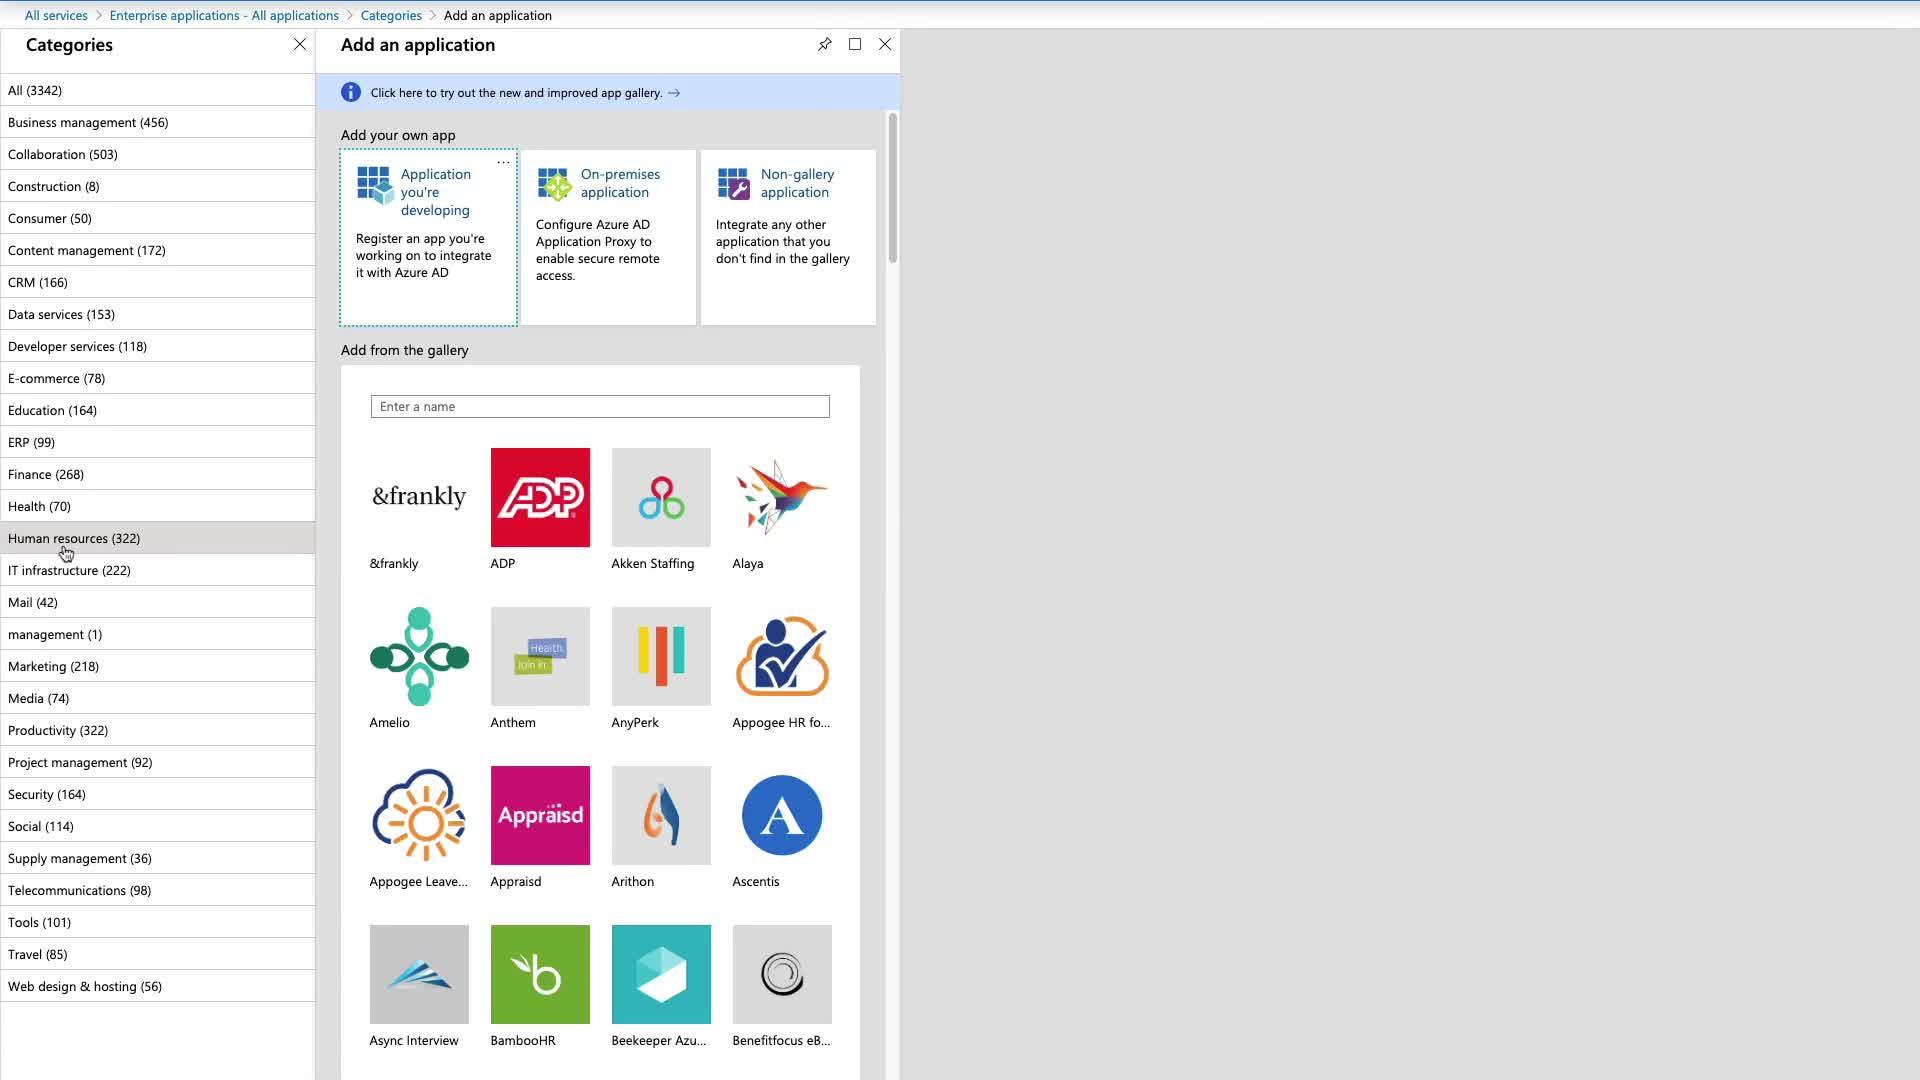 All services > Enterprise applications - All applications > Categories > Add an application
Categories
All (3342)
Business management (456)
Collaboration (503)
Construction (8)
Consumer (50)
Content management (172)
CRM (166)
Data services (153)
Developer services (118)
E-commerce (78)
Education (164)
ERP (99)
Finance (268)
Health (70)
Human resources (322)
IT infrastructure (222)
Mail (42)
management (1)
Marketing (218)
Media (74)
Productivity (322)
Project management (92)
Security (164)
Social (114)
Supply management (36)
Telecommunications (98)
Tools (101)
Travel (85)
Web design & hosting (56)
Add an application
Click here to try out the new and improved app gallery. →
Add your own app
...
Application
you're
developing
Register an app you're
working on to integrate
it with Azure AD
On-premises
application
Configure Azure AD
Application Proxy to
enable secure remote
access.
Non-gallery
application
Integrate any other
application that you
don't find in the gallery
Add from the gallery
Enter a name
&frankly
ADP
&frankly
ADP
Akken Staffing
Alaya
Health
Join in
Amelio
Anthem
AnyPerk
Appogee HR fo...
Appraisd
A
Appogee Leave...
Appraisd
Arithon
Ascentis
b
Async Interview
BambooHR
Beekeeper Azu...
Benefitfocus eB...